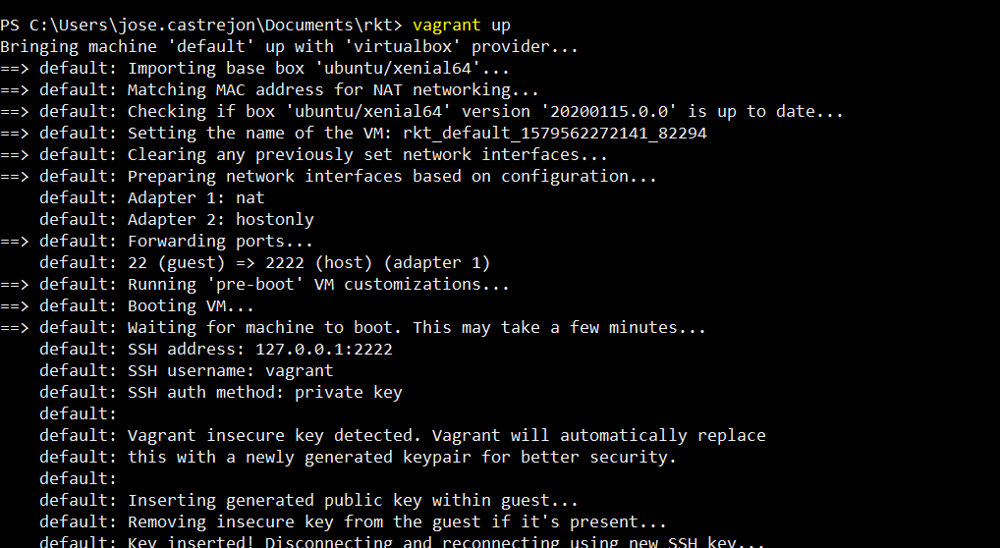 PS C:\Users\jose.castrejon\Documents\rkt> vagrant up
Bringing machine 'default' up with 'virtualbox' provider...
==> default: Importing base box 'ubuntu/xenial64'...
==> default: Matching MAC address for NAT networking...
==> default: Checking if box 'ubuntu/xenial64' version '20200115.0.0' is up to date...
==> default: Setting the name of the VM: rkt_default_1579562272141_82294
==> default: Clearing any previously set network interfaces...
==> default: Preparing network interfaces based on configuration...
    default: Adapter 1: nat
    default: Adapter 2: hostonly
==> default: Forwarding ports...
    default: 22 (guest) => 2222 (host) (adapter 1)
==> default: Running 'pre-boot' VM customizations...
==> default: Booting VM...
==> default: Waiting for machine to boot. This may take a few minutes...
    default: SSH address: 127.0.0.1:2222
    default: SSH username: vagrant
    default: SSH auth method: private key
    default:
    default: Vagrant insecure key detected. Vagrant will automatically replace
    default: this with a newly generated keypair for better security.
    default:
    default: Inserting generated public key within guest...
    default: Removing insecure key from the guest if it's present...
    default: Key inserted! Disconnecting and reconnecting using new SSH key...